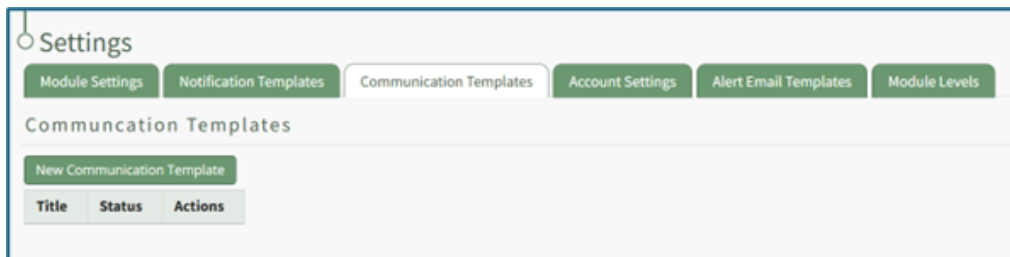 Settings
Module Settings Notification Templates Communication Templates Account Settings Alert Email Templates Module Levels
Communcation Templates
New Communication Template
Title Status Actions